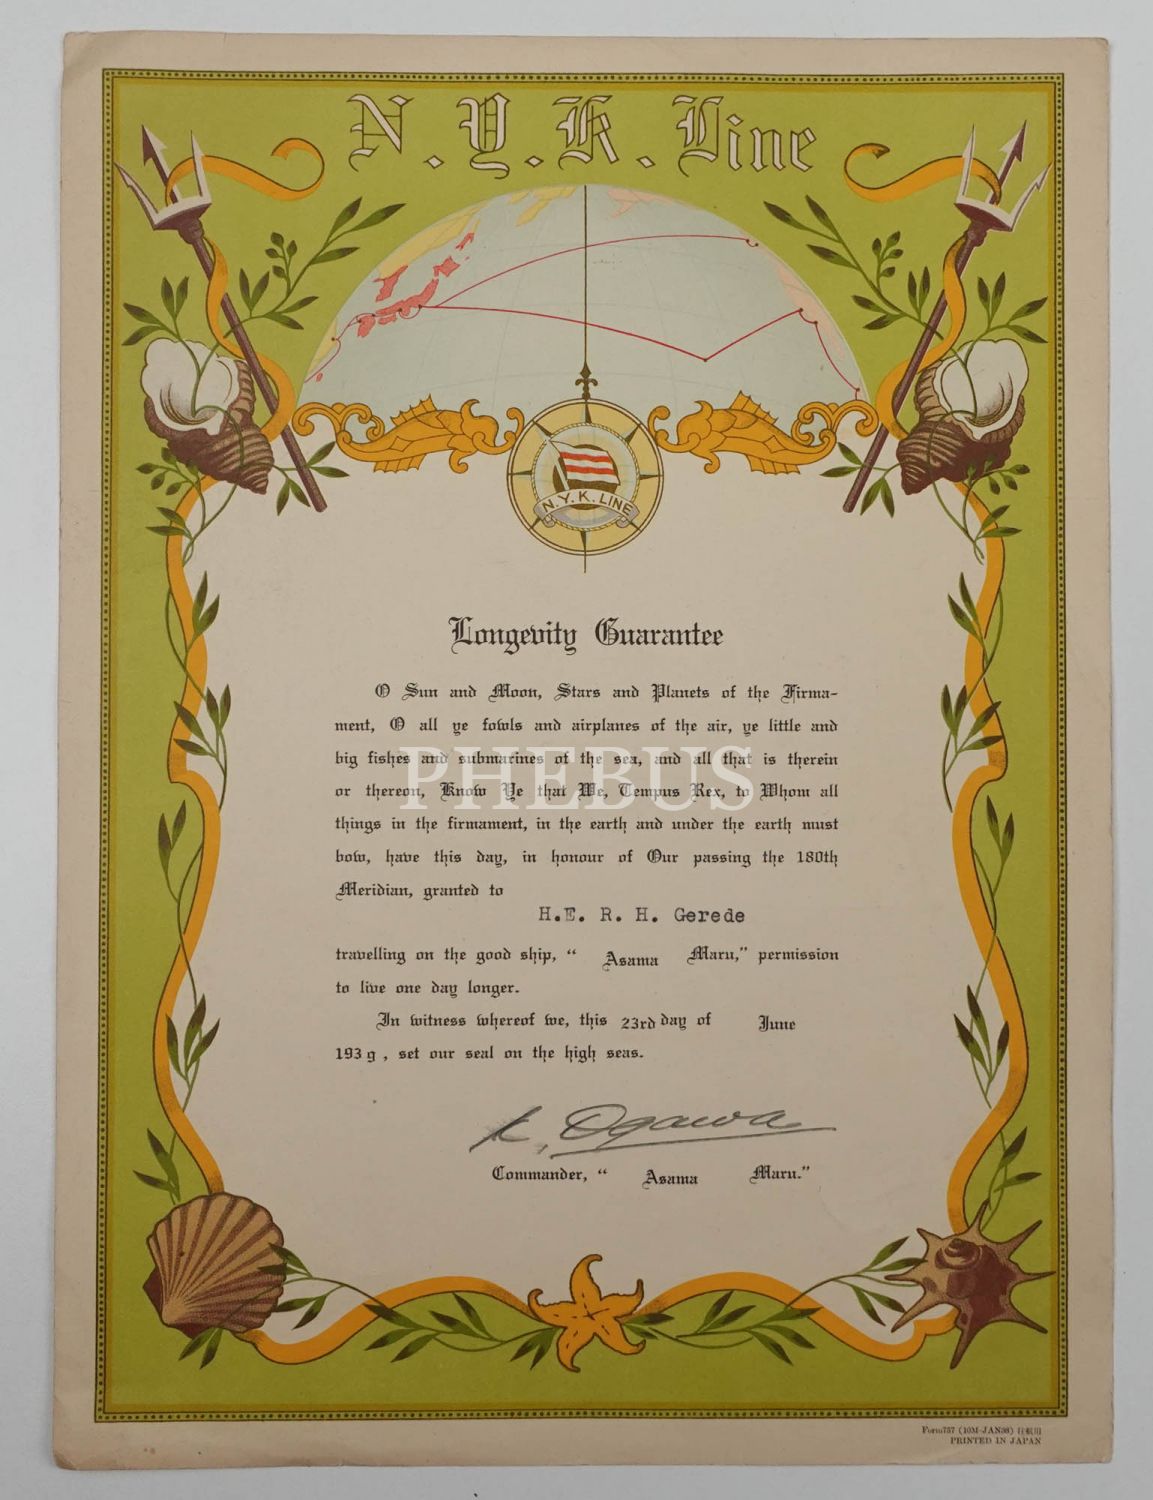 N. Y. K. Line
N. Y. K. LINE
Longevity Guarantee
O Sun and Moon, Stars and Planets of the Firma-
ment, O all ye fowls and airplanes of the air, ye little and
big fishes and submarines of the sea, and all that is therein
or thereon, Know Ye that We, Tempus Rex, to Whom all
PHEBUS
things in the firmament, in the earth and under the earth must
bow, have this day, in honour of Our passing the 180th
Meridian, granted to
H.E. R. H. Gerede
travelling on the good ship, “ Asama Maru,” permission
to live one day longer.
In witness whereof we, this 23rd day of June
1939, set our seal on the high seas.
K. Ogawa
Commander, “ Asama Maru.”
Form757 (10M-JAN38)
PRINTED IN JAPAN